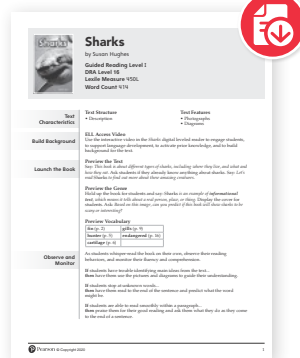 Sharks
Sharks
by Susan Hughes
Guided Reading Level I
DRA Level 16
Lexile Measure 450L
Word Count 474
Text
Characteristics
Text Structure
• Description
Text Features
• Photographs
• Diagrams
Build Background
ELL Access Video
Use the interactive video in the Sharks digital leveled reader to engage students,
to support language development, to activate prior knowledge, and to build
background for the text.
Launch the Book
Preview the Text
Say: This book is about different types of sharks, including where they live, and what and
how they eat. Ask students if they already know anything about sharks. Say: Let's
read Sharks to find out more about these amazing creatures.
Preview the Genre
Hold up the book for students and say: Sharks is an example of informational
text, which means it tells about a real person, place, or thing. Display the cover for
students. Ask: Based on this image, can you predict if this book will show sharks to be
scary or interesting?
Preview Vocabulary
fin (p. 2)
gills (p. 9)
hunter (p. 5)
endangered (p. 16)
cartilage (p. 6)
Observe and
Monitor
As students whisper-read the book on their own, observe their reading
behaviors, and monitor their fluency and comprehension.
If students have trouble identifying main ideas from the text...
then have them use the pictures and diagrams to guide their understanding.
If students stop at unknown words...
then have them read to the end of the sentence and predict what the word
might be.
If students are able to read smoothly within a paragraph...
then praise them for their good reading and ask them what they do as they come
to the end of a sentence.
Pearson © Copyright 2020
1